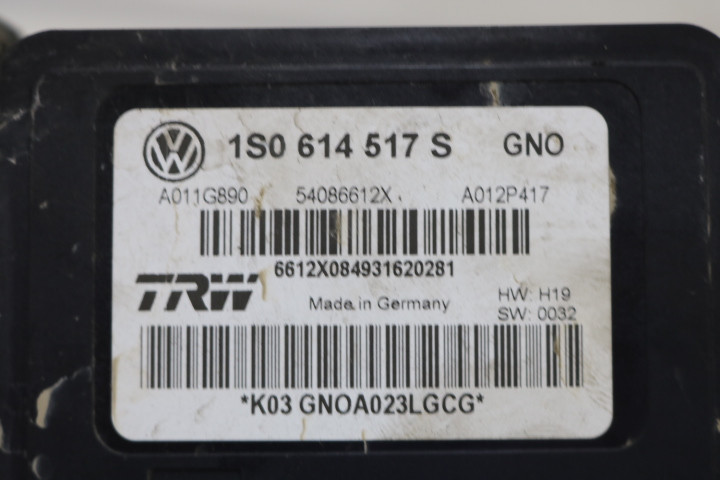 1S0 614 517 S GNO
A011G890 54086612X A012P417
6612X084931620281
TRW Made in Germany HW: H19
SW: 0032
*K03 GNOA023LGCG*